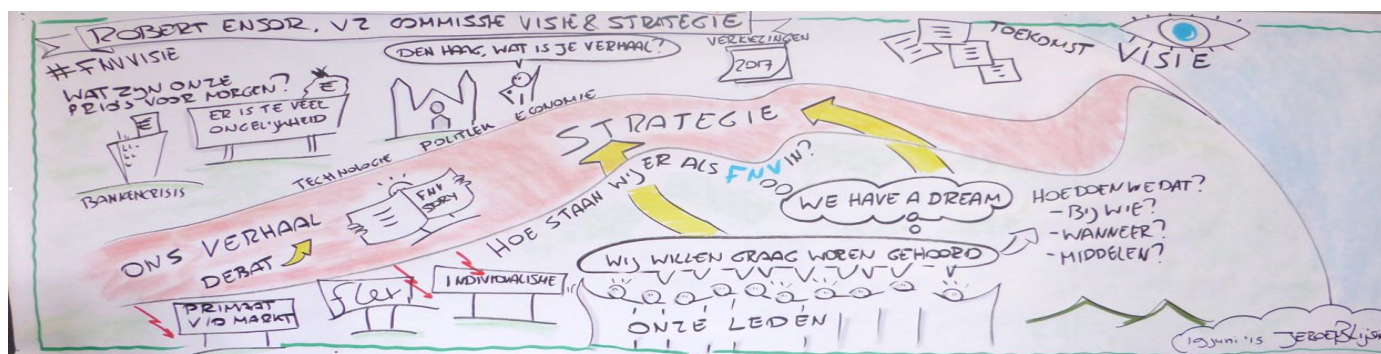 ROBERT ENSOR, VZ COMMISSIE VISIE & STRATEGIE
#FNVVISIE
WAT ZIJN ONZE
PRIO'S VOOR MORGEN?
€
€
ER IS TE VEEL
ONGELIJKHEID
BANKENCRISIS
DEN HAAG, WAT IS JE VERHAAL?
VERKIEZINGEN
2017
TOEKOMST
VISIE
TECHNOLOGIE POLITIEK ECONOMIE
STRATEGIE
FNV
STORY
ONS VERHAAL
DEBAT
HOE STAAN WIJ ER ALS FNV IN?
WE HAVE A DREAM
HOE DOEN WE DAT?
- BIJ WIE?
- WANNEER?
- MIDDELEN?
WIJ WILLEN GRAAG WOREN GEHOORD
PRIMAAT
V/D MARKT
INDIVIDUALISME
ONZE LEDEN
19 juni '15